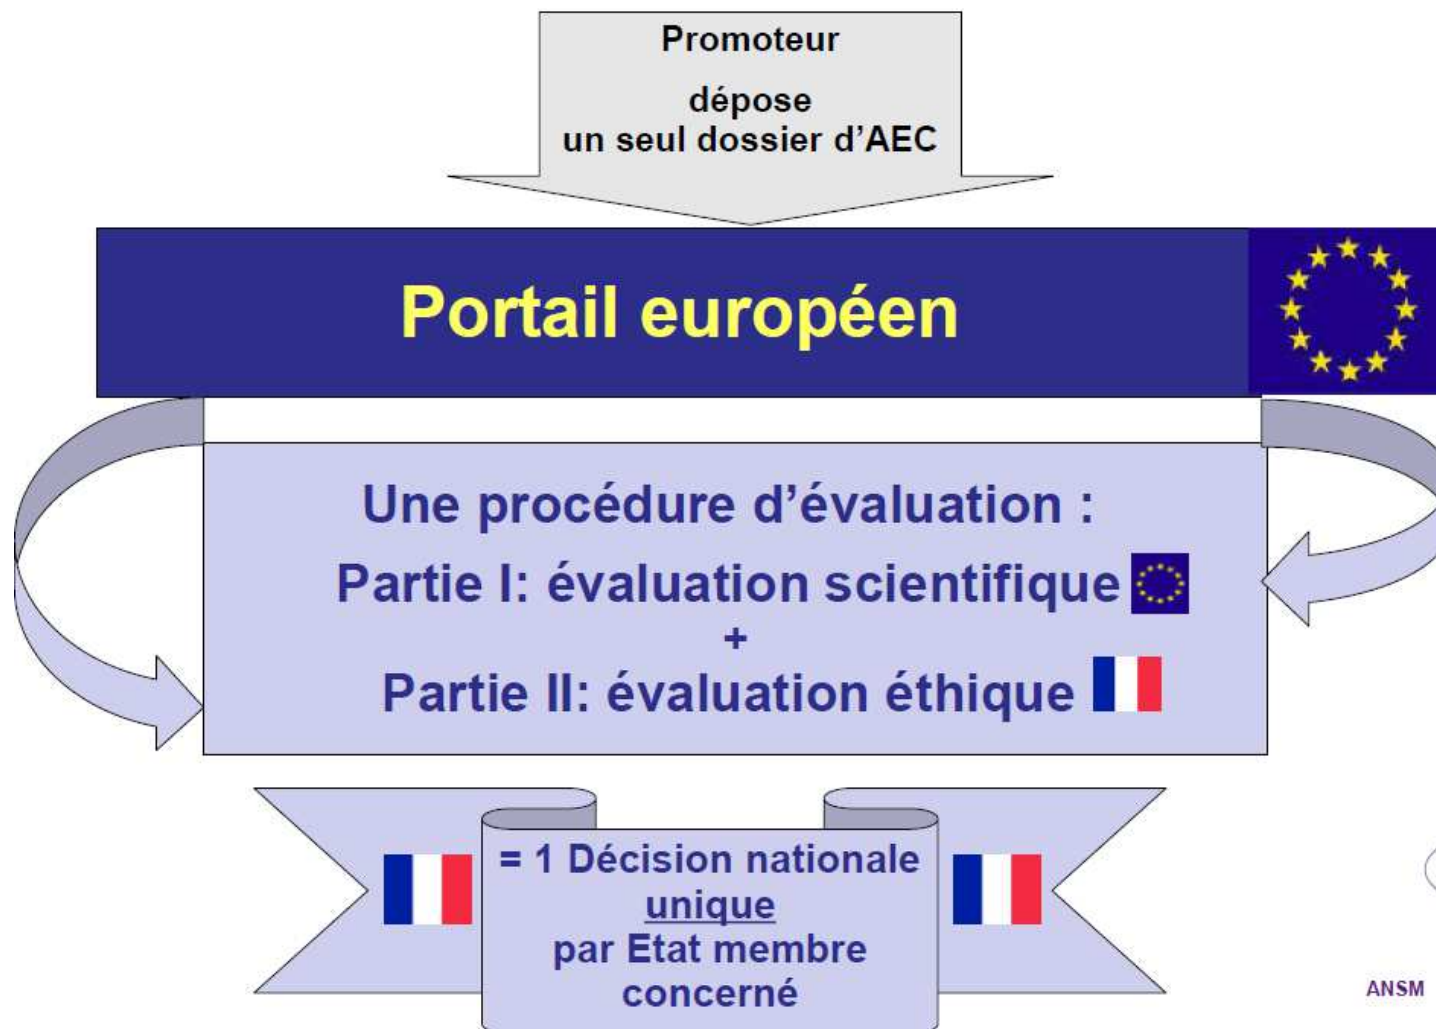 Promoteur
dépose
un seul dossier d'AEC
Portail européen
Une procédure d'évaluation :
Partie I: évaluation scientifique
+
Partie II: évaluation éthique
= 1 Décision nationale
unique
par Etat membre
concerné
ANSM